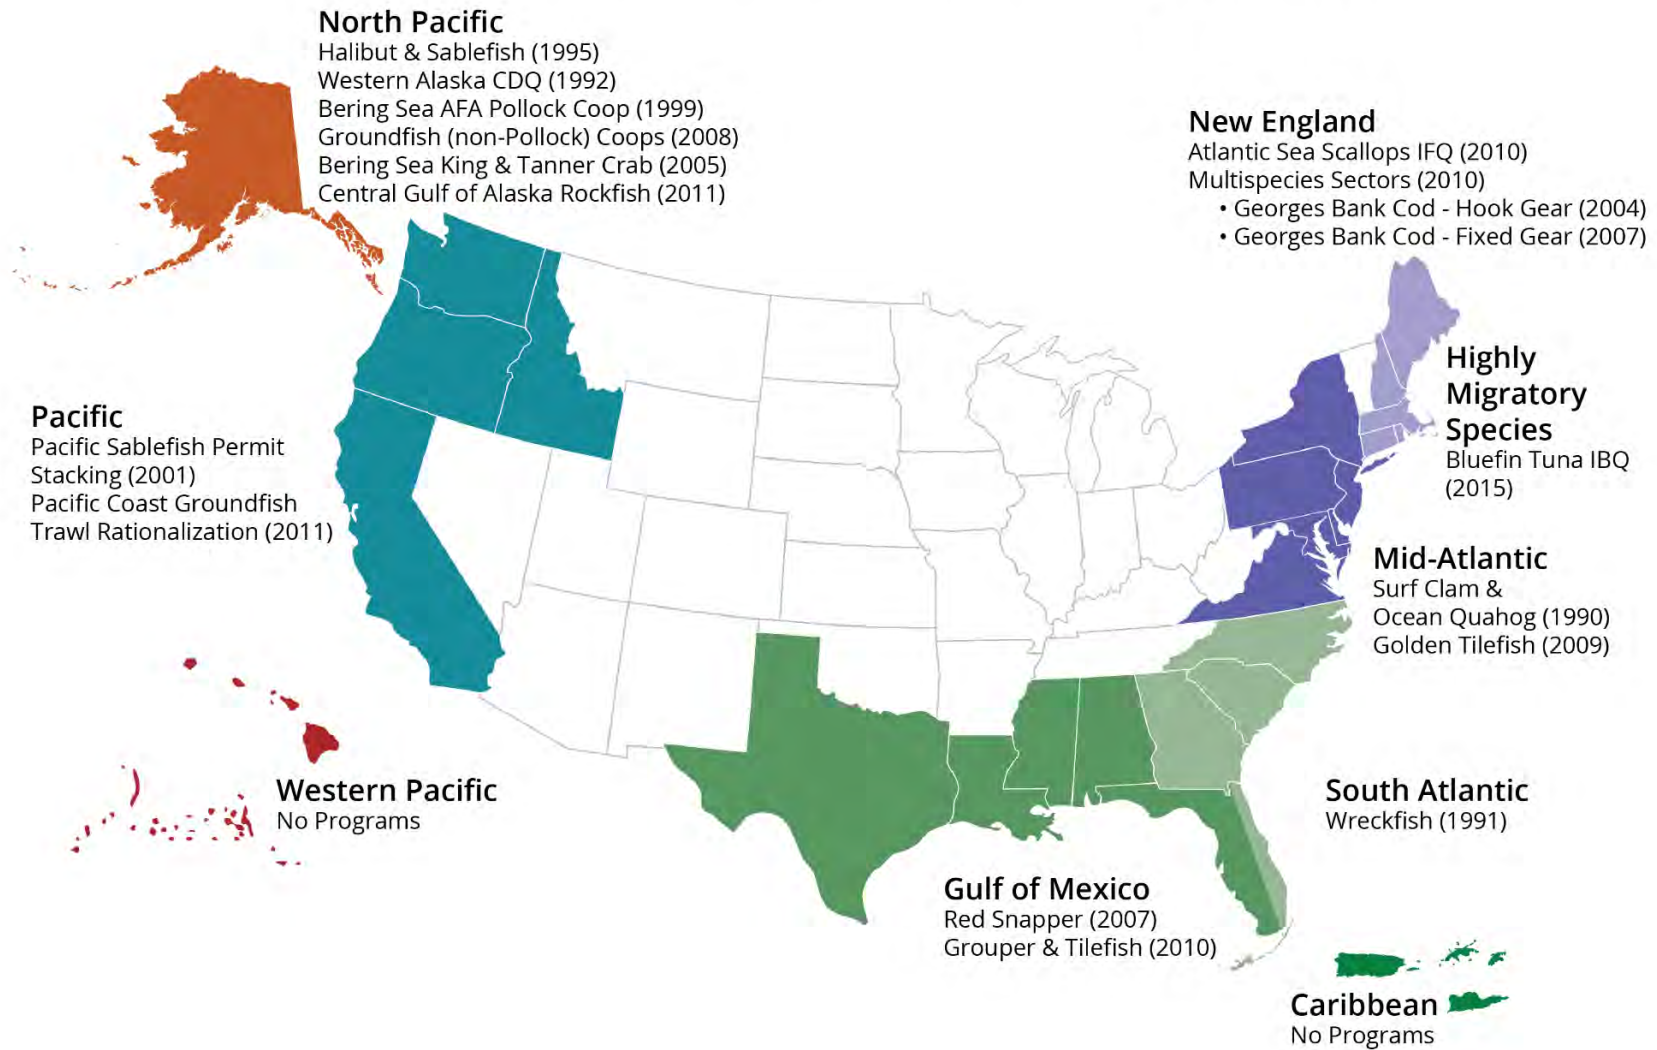 North Pacific
Halibut & Sablefish (1995)
Western Alaska CDQ (1992)
Bering Sea AFA Pollock Coop (1999)
Groundfish (non-Pollock) Coops (2008)
Bering Sea King & Tanner Crab (2005)
Central Gulf of Alaska Rockfish (2011)
New England
Atlantic Sea Scallops IFQ (2010)
Multispecies Sectors (2010)
• Georges Bank Cod - Hook Gear (2004)
• Georges Bank Cod - Fixed Gear (2007)
Highly
Migratory
Species
Bluefin Tuna IBQ
(2015)
Pacific
Pacific Sablefish Permit
Stacking (2001)
Pacific Coast Groundfish
Trawl Rationalization (2011)
Mid-Atlantic
Surf Clam &
Ocean Quahog (1990)
Golden Tilefish (2009)
Western Pacific
No Programs
South Atlantic
Wreckfish (1991)
Gulf of Mexico
Red Snapper (2007)
Grouper & Tilefish (2010)
Caribbean
No Programs